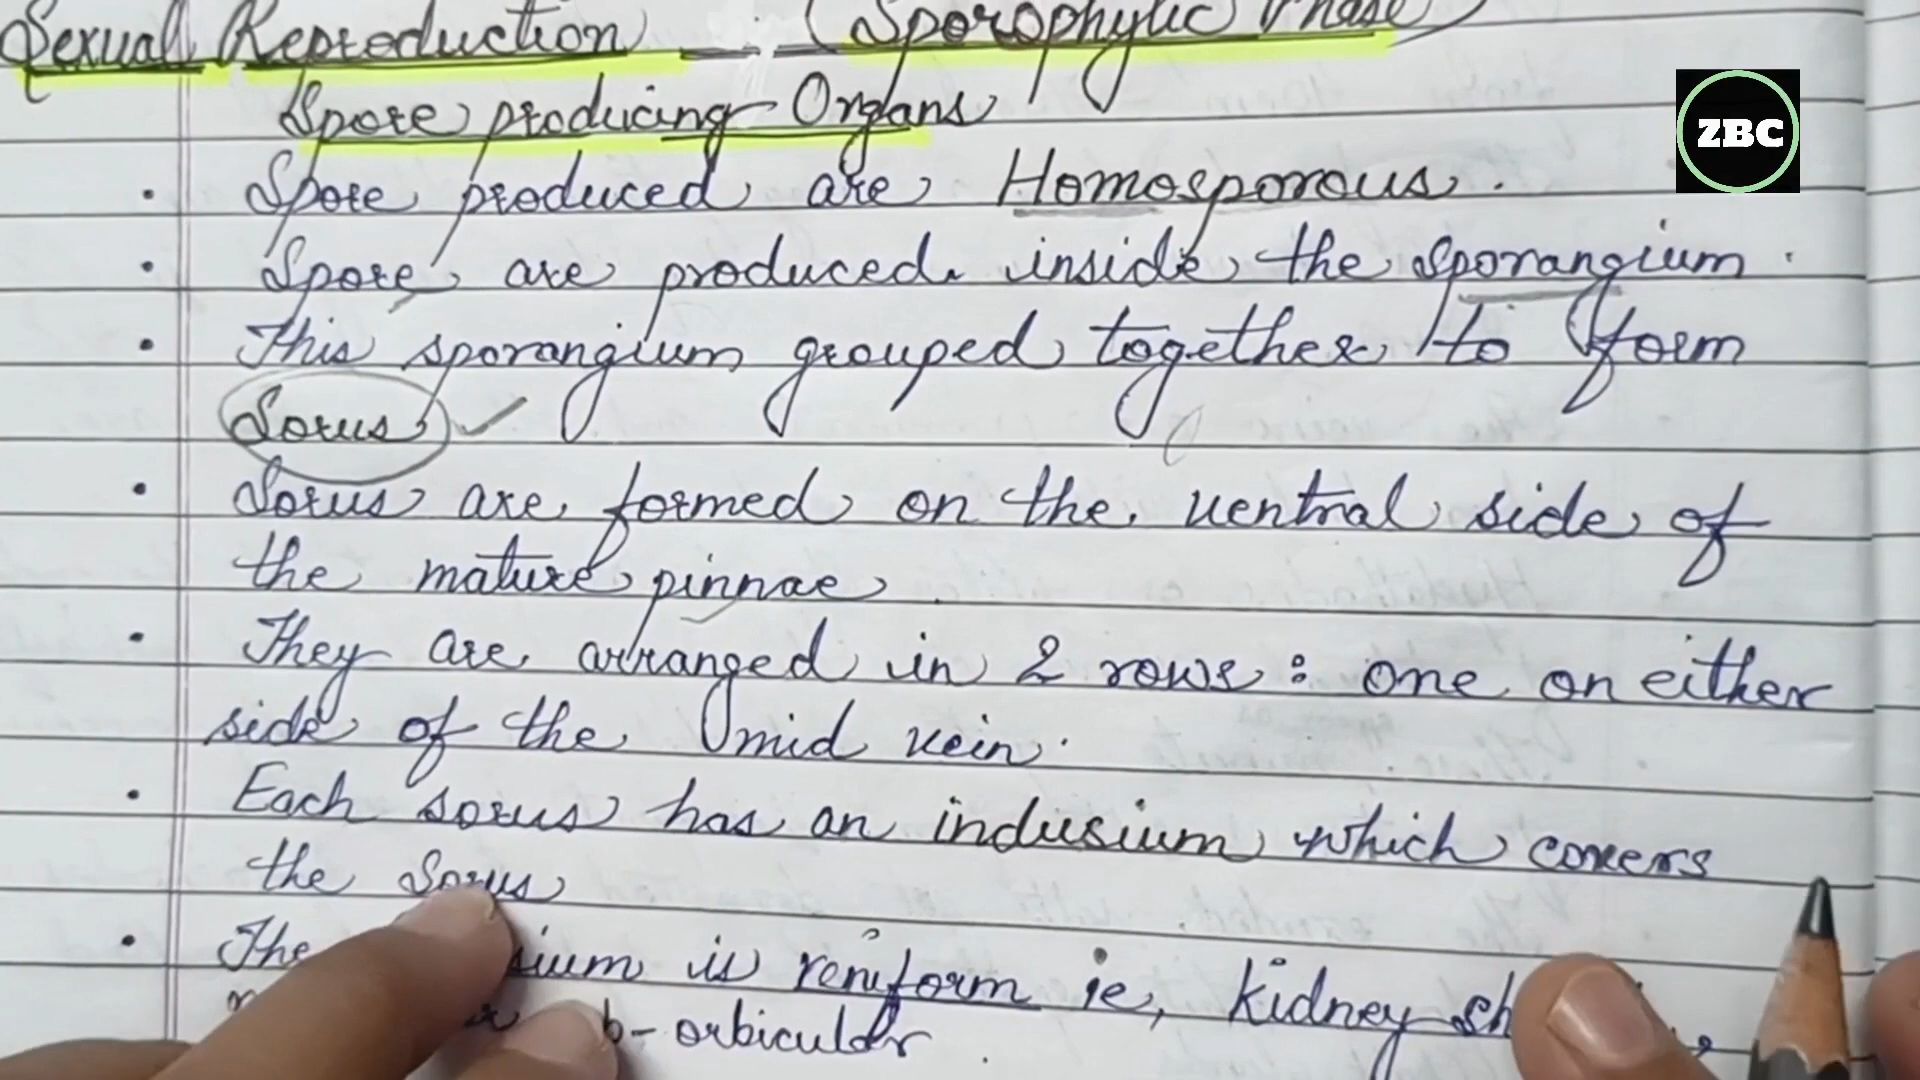 Sexual Reproduction — (Sporophytic Phase)
Spore producing Organs
ZBC
• Spore produced are Homosporous.
• Spore are produced inside the sporangium.
• This sporangium grouped together to form
Sorus
• Sorus are formed on the ventral side of
the mature pinnae
• They are arranged in 2 rows : one on either
side of the mid vein.
• Each sorus has an indusium which covers
the Sorus
• The is reniform ie, kidney
orbicular